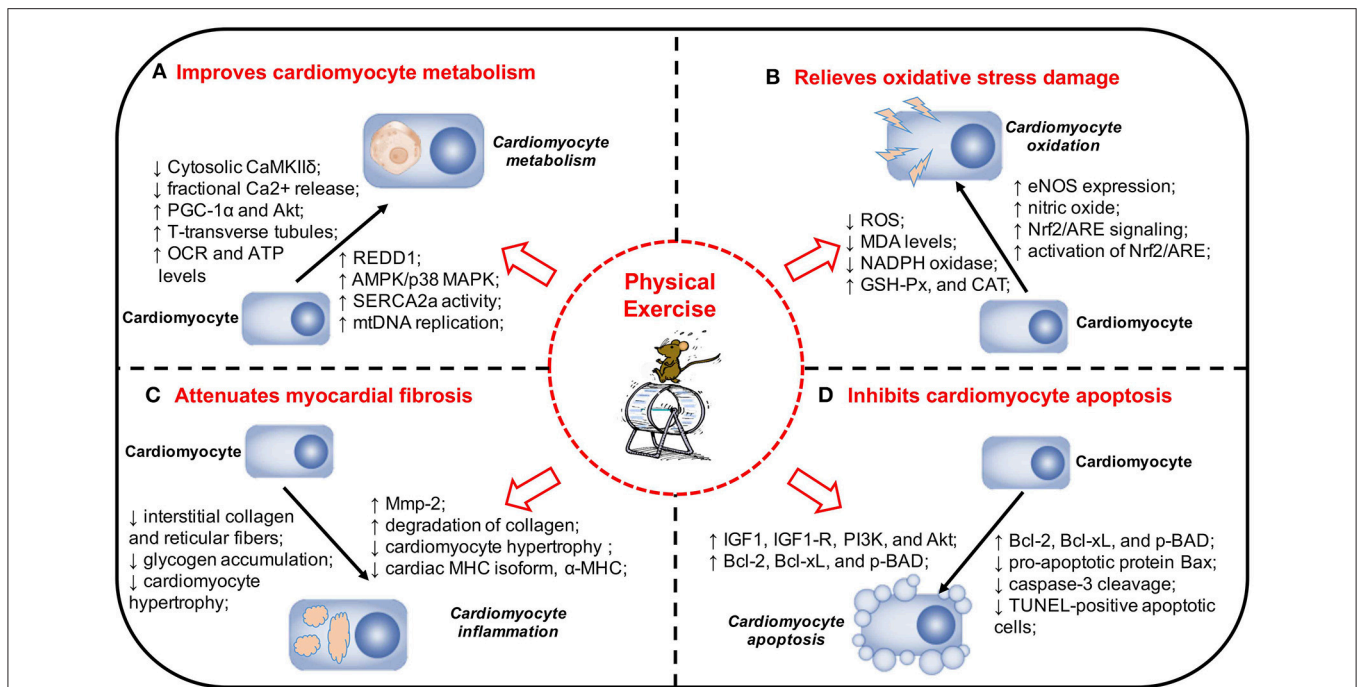 A Improves cardiomyocyte metabolism
Cardiomyocyte
metabolism
↓ Cytosolic CaMKIIδ;
↓ fractional Ca2+ release;
↑ PGC-1α and Akt;
↑ T-transverse tubules;
↑ OCR and ATP
levels
↑ REDD1;
↑ AMPK/p38 MAPK;
↑ SERCA2a activity;
↑ mtDNA replication;
Cardiomyocyte
B Relieves oxidative stress damage
Cardiomyocyte
oxidation
↑ eNOS expression;
↑ nitric oxide;
↑ Nrf2/ARE signaling;
↑ activation of Nrf2/ARE;
↓ ROS;
↓ MDA levels;
↓ NADPH oxidase;
↑ GSH-Px, and CAT;
Cardiomyocyte
Physical
Exercise
C Attenuates myocardial fibrosis
Cardiomyocyte
↓ interstitial collagen
and reticular fibers;
↓ glycogen accumulation;
↓ cardiomyocyte
hypertrophy;
↑ Mmp-2;
↑ degradation of collagen;
↓ cardiomyocyte hypertrophy ;
↓ cardiac MHC isoform, α-MHC;
Cardiomyocyte
inflammation
D Inhibits cardiomyocyte apoptosis
Cardiomyocyte
↑ IGF1, IGF1-R, PI3K, and Akt;
↑ Bcl-2, Bcl-xL, and p-BAD;
↑ Bcl-2, Bcl-xL, and p-BAD;
↓ pro-apoptotic protein Bax;
↓ caspase-3 cleavage;
↓ TUNEL-positive apoptotic
cells;
Cardiomyocyte
apoptosis